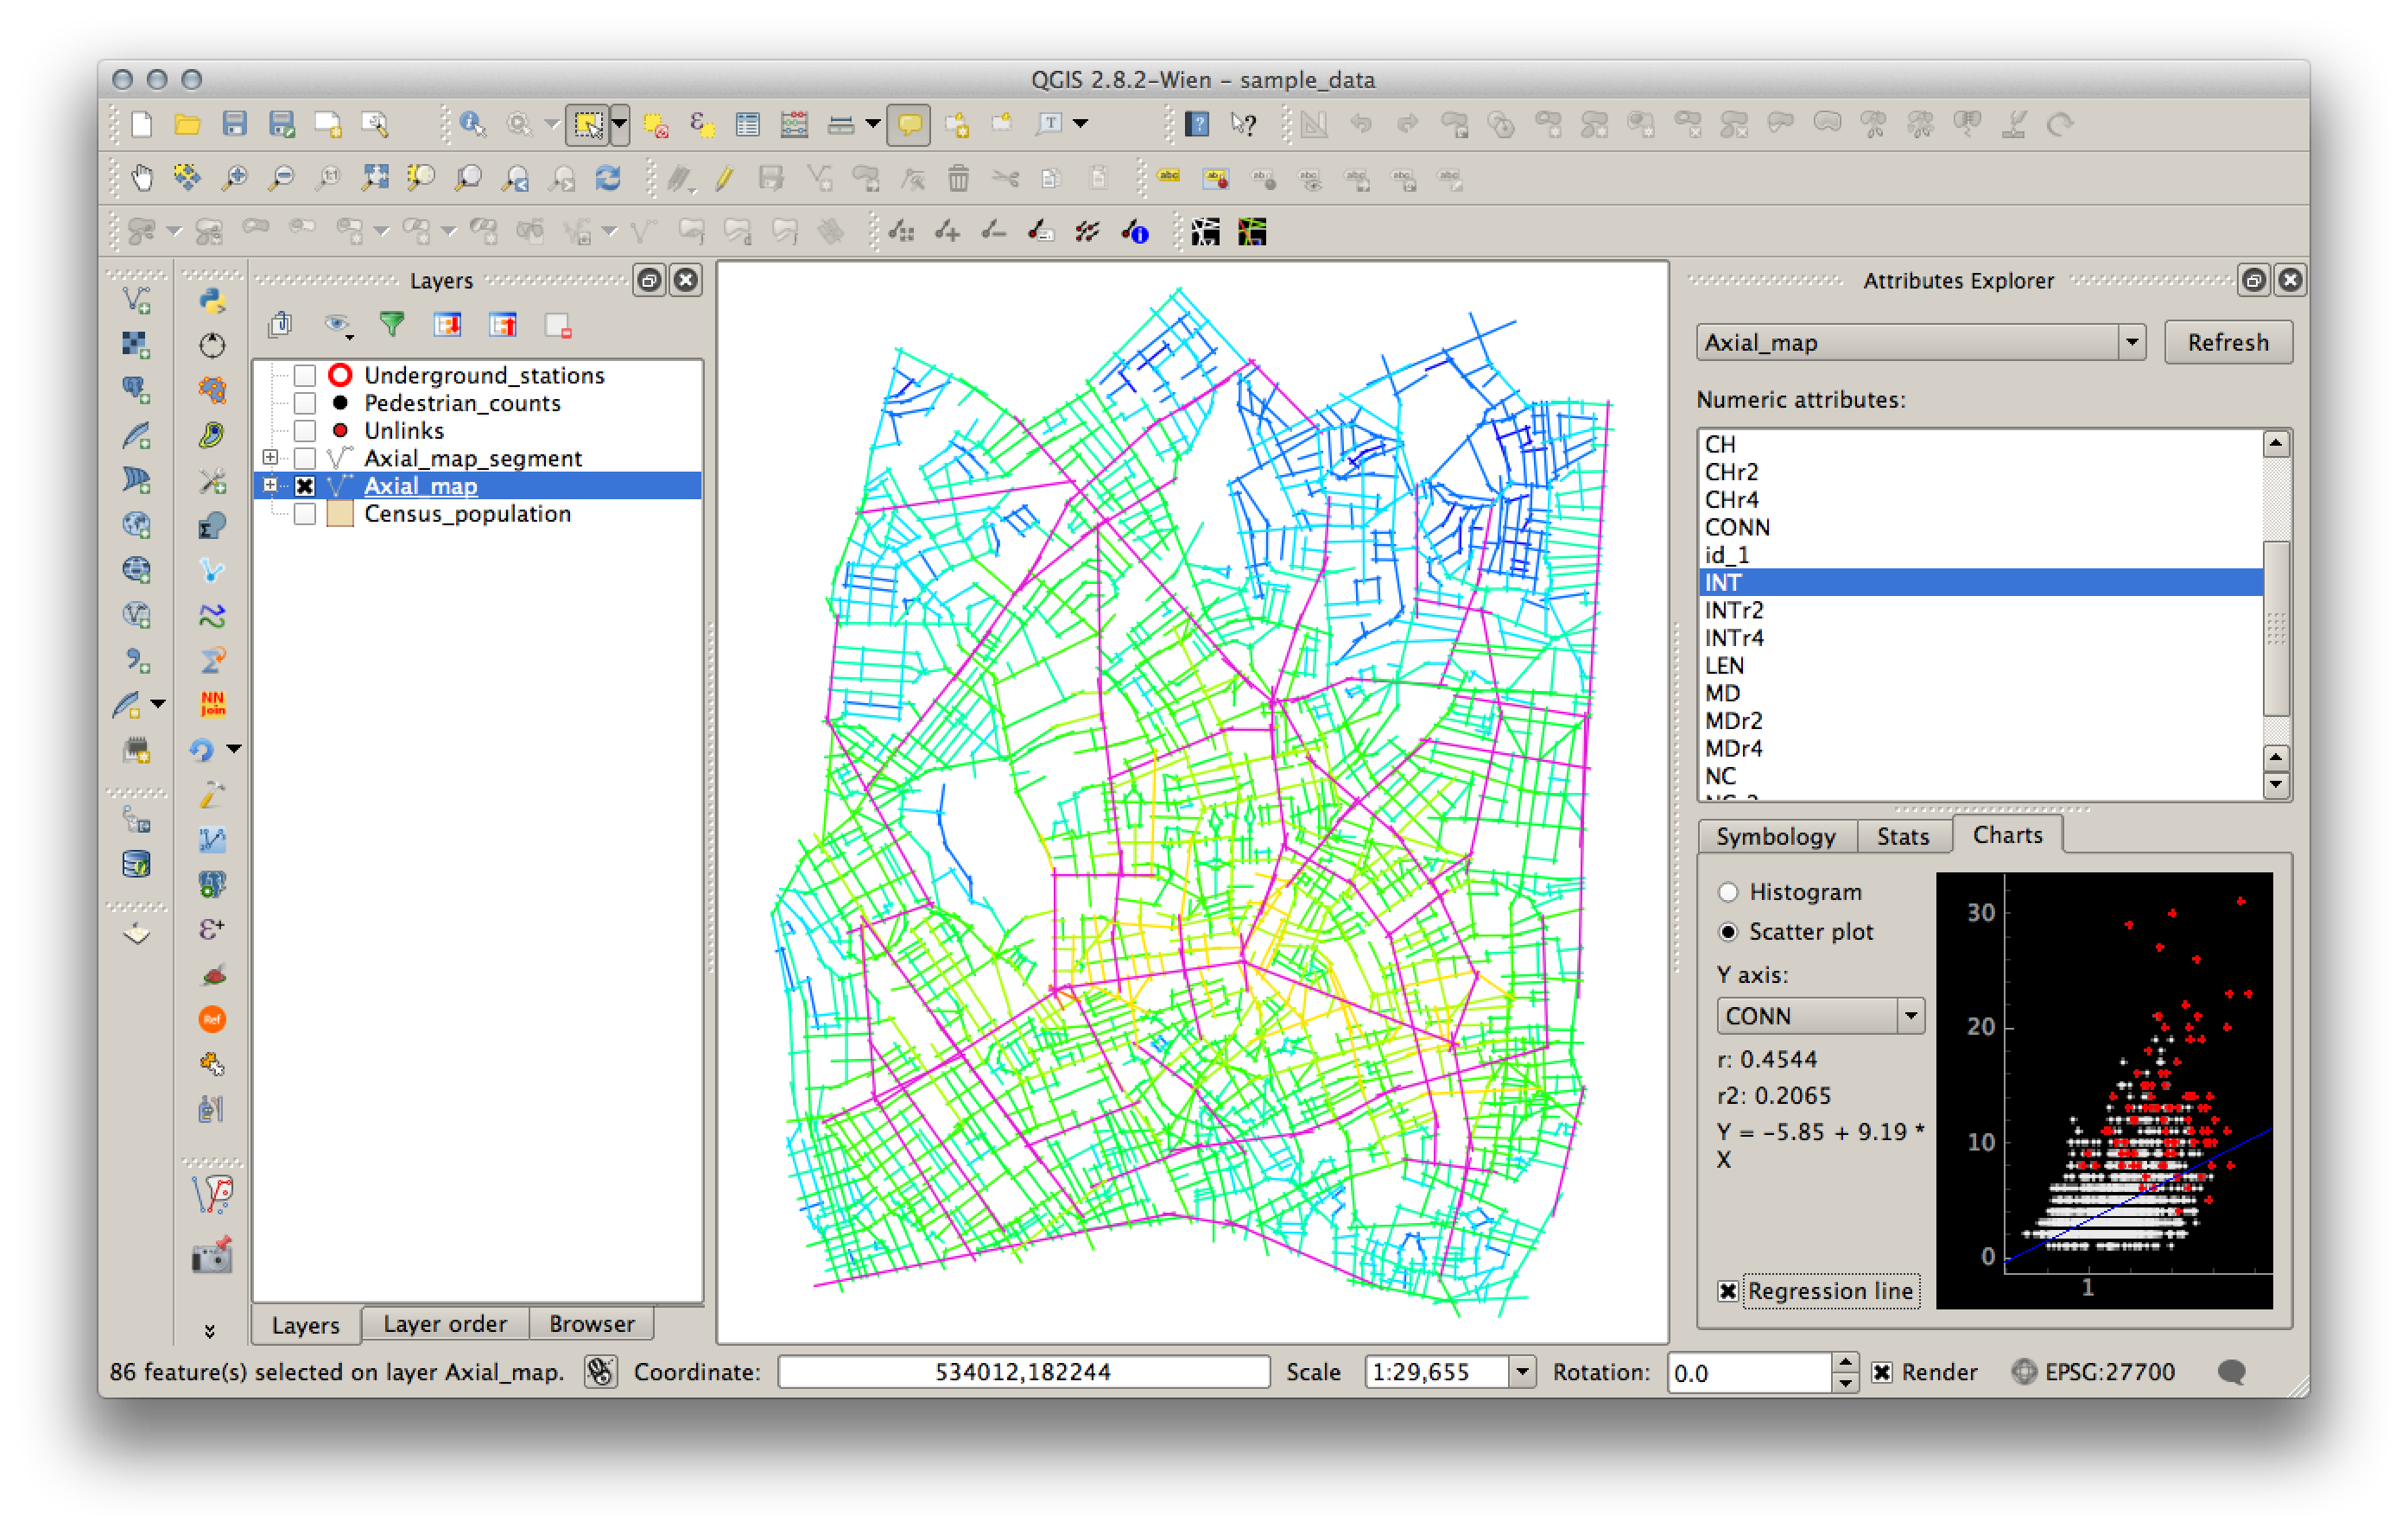 QGIS 2.8.2-Wien - sample_data
Layers
Underground_stations
Pedestrian_counts
Unlinks
Axial_map_segment
Axial_map
Census_population
NN
Join
Ref
Layers Layer order Browser
Attributes Explorer
Axial_map Refresh
Numeric attributes:
CH
CHr2
CHr4
CONN
id_1
INT
INTr2
INTr4
LEN
MD
MDr2
MDr4
NC
Symbology Stats Charts
Histogram
Scatter plot
Y axis:
CONN
r: 0.4544
r2: 0.2065
Y = -5.85 + 9.19 *
X
Regression line
30
20
10
0
1
86 feature(s) selected on layer Axial_map. Coordinate: 534012,182244 Scale 1:29,655 Rotation: 0.0 Render EPSG:27700